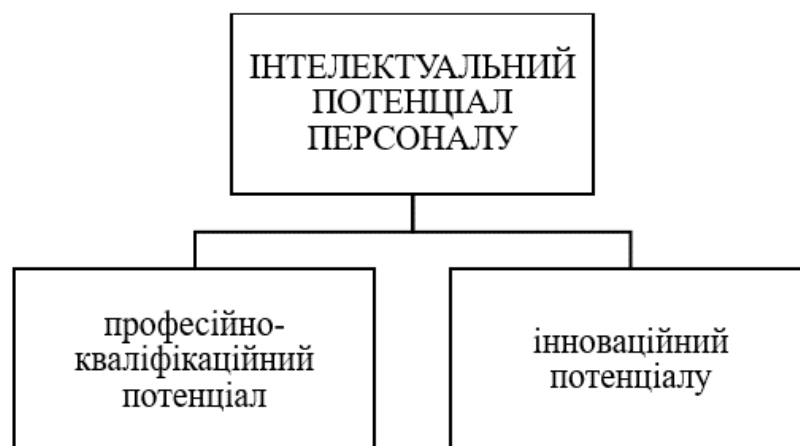 ІНТЕЛЕКТУАЛЬНИЙ
ПОТЕНЦІАЛ
ПЕРСОНАЛУ
професійно-
кваліфікаційний
потенціал
інноваційний
потенціалу